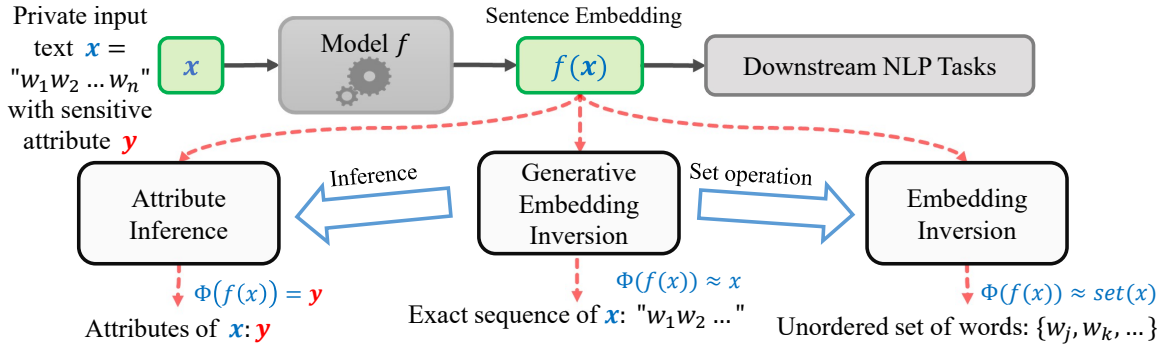 Private input
text x =
"w₁w₂ … wₙ"
with sensitive
attribute y
x
Model f
Sentence Embedding
f(x)
Downstream NLP Tasks
Attribute
Inference
Inference
Generative
Embedding
Inversion
Set operation
Embedding
Inversion
Φ(f(x)) = y
Attributes of x: y
Φ(f(x)) ≈ x
Exact sequence of x: "w₁w₂ … "
Φ(f(x)) ≈ set(x)
Unordered set of words: {wⱼ, wₖ, … }